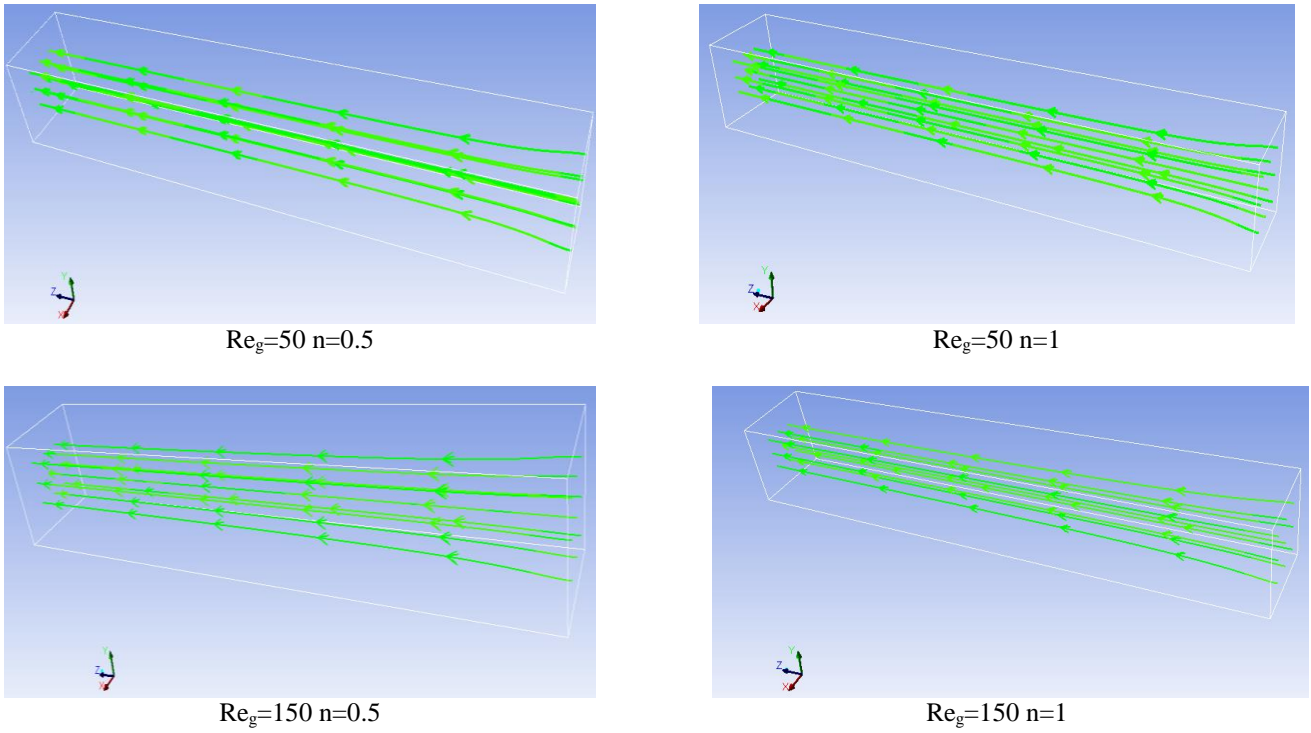 Y
Z
X
Y
Z
X
Re_g=50 n=0.5
Re_g=50 n=1
Y
Z
X
Y
Z
X
Re_g=150 n=0.5
Re_g=150 n=1